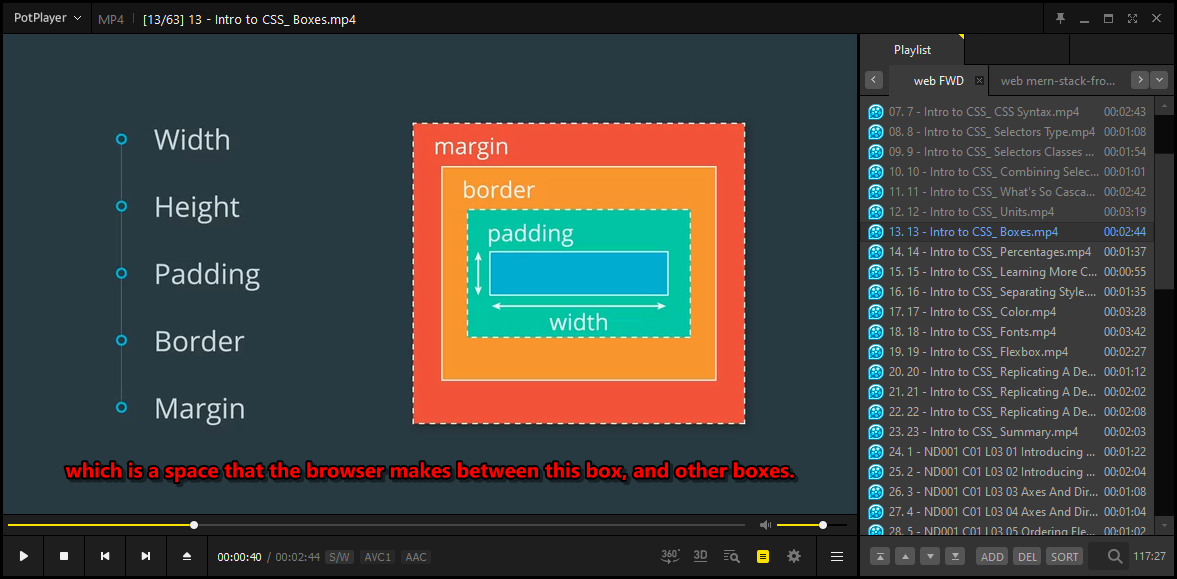 PotPlayer
MP4
[13/63] 13 - Intro to CSS_ Boxes.mp4
Width
Height
Padding
Border
Margin
margin
border
padding
width
which is a space that the browser makes between this box, and other boxes.
00:00:40 / 00:02:44 S/W AVC1 AAC
360°
3D
Playlist
web FWD
web mern-stack-fro...
07. 7 - Intro to CSS_ CSS Syntax.mp4 00:02:43
08. 8 - Intro to CSS_ Selectors Type.mp4 00:01:08
09. 9 - Intro to CSS_ Selectors Classes ... 00:01:54
10. 10 - Intro to CSS_ Combining Selec... 00:01:01
11. 11 - Intro to CSS_ What's So Casca... 00:02:42
12. 12 - Intro to CSS_ Units.mp4 00:03:19
13. 13 - Intro to CSS_ Boxes.mp4 00:02:44
14. 14 - Intro to CSS_ Percentages.mp4 00:01:37
15. 15 - Intro to CSS_ Learning More C... 00:00:55
16. 16 - Intro to CSS_ Separating Style.... 00:01:35
17. 17 - Intro to CSS_ Color.mp4 00:03:28
18. 18 - Intro to CSS_ Fonts.mp4 00:03:42
19. 19 - Intro to CSS_ Flexbox.mp4 00:02:27
20. 20 - Intro to CSS_ Replicating A De... 00:01:12
21. 21 - Intro to CSS_ Replicating A De... 00:02:02
22. 22 - Intro to CSS_ Replicating A De... 00:02:08
23. 23 - Intro to CSS_ Summary.mp4 00:02:03
24. 1 - ND001 C01 L03 01 Introducing ... 00:01:22
25. 2 - ND001 C01 L03 02 Introducing ... 00:02:04
26. 3 - ND001 C01 L03 03 Axes And Dir... 00:01:08
27. 4 - ND001 C01 L03 04 Axes And Dir... 00:01:04
28. 5 - ND001 C01 L03 05 Ordering Fle... 00:01:02
ADD DEL SORT 117:27